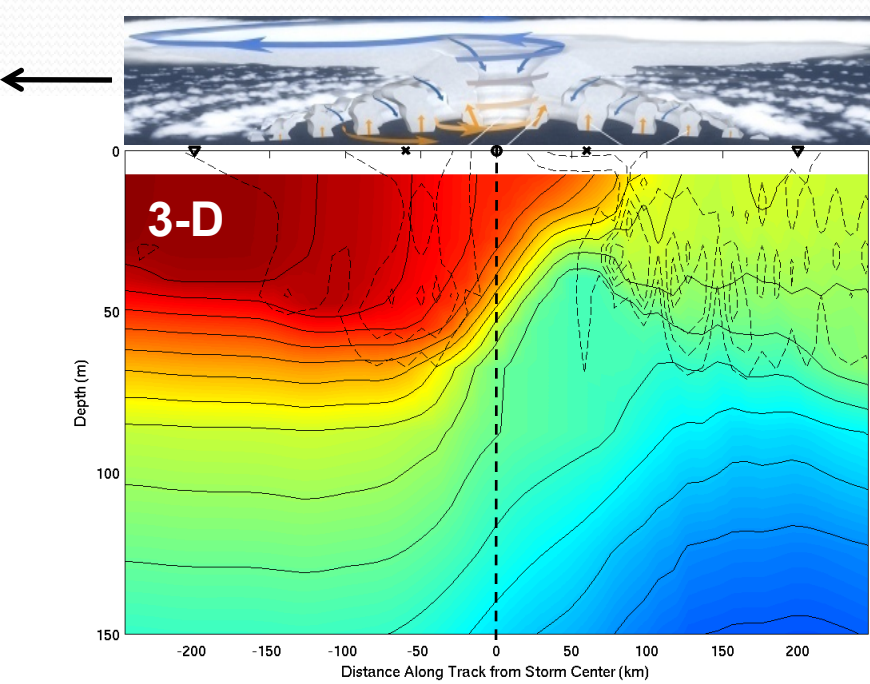 3-D
0
50
100
150
Depth (m)
-200 -150 -100 -50 0 50 100 150 200
Distance Along Track from Storm Center (km)